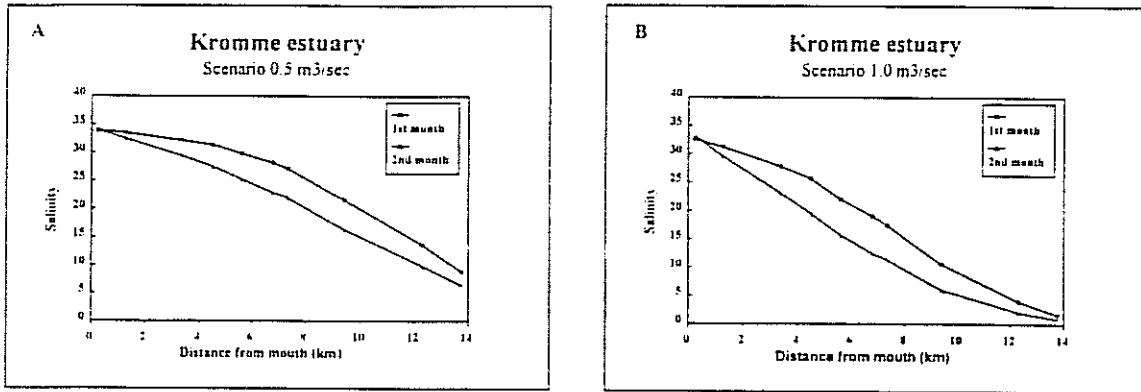 A
Kromme estuary
Scenario 0.5 m3/sec
40
35
30
25
20
15
10
5
0
Salinity
0 2 4 6 8 10 12 14
Distance from mouth (km)
1st month
2nd month
B
Kromme estuary
Scenario 1.0 m3/sec
40
35
30
25
20
15
10
5
0
Salinity
0 2 4 6 8 10 12 14
Distance from mouth (km)
1st month
2nd month